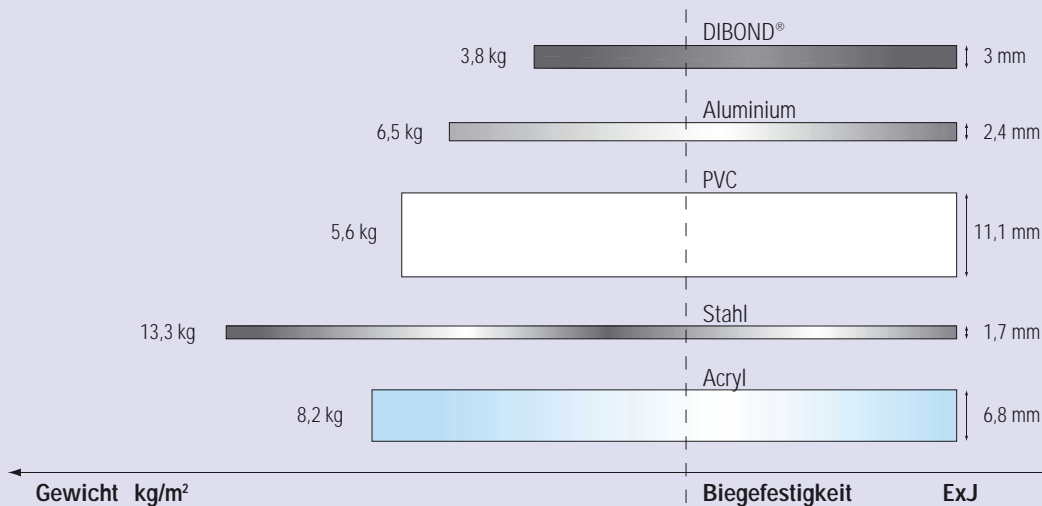 DIBOND®
3,8 kg 3 mm
Aluminium
6,5 kg 2,4 mm
PVC
5,6 kg 11,1 mm
Stahl
13,3 kg 1,7 mm
Acryl
8,2 kg 6,8 mm
Gewicht kg/m² Biegefestigkeit ExJ